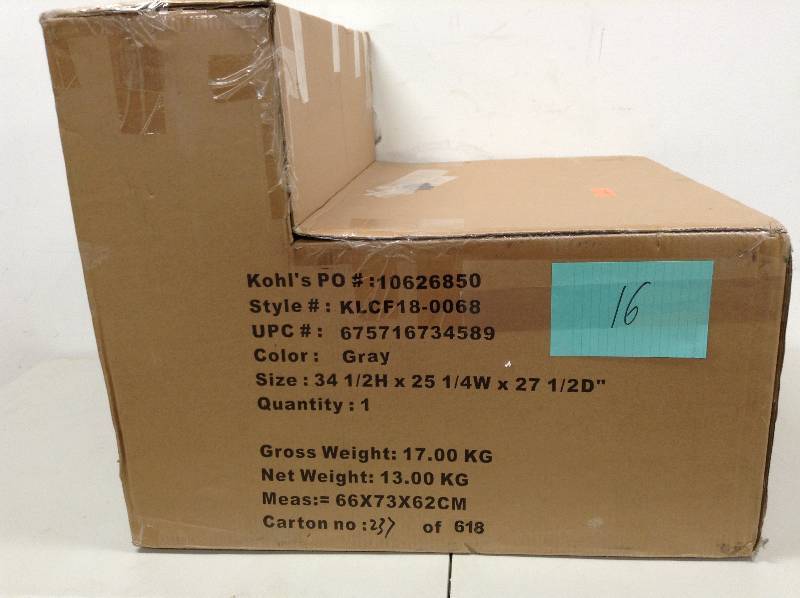 Kohl's PO #:10626850
Style #: KLCF18-0068
UPC #: 675716734589
Color: Gray
Size: 34 1/2H x 25 1/4W x 27 1/2D"
Quantity: 1
Gross Weight: 17.00 KG
Net Weight: 13.00 KG
Meas:= 66X73X62CM
Carton no :237 of 618
16